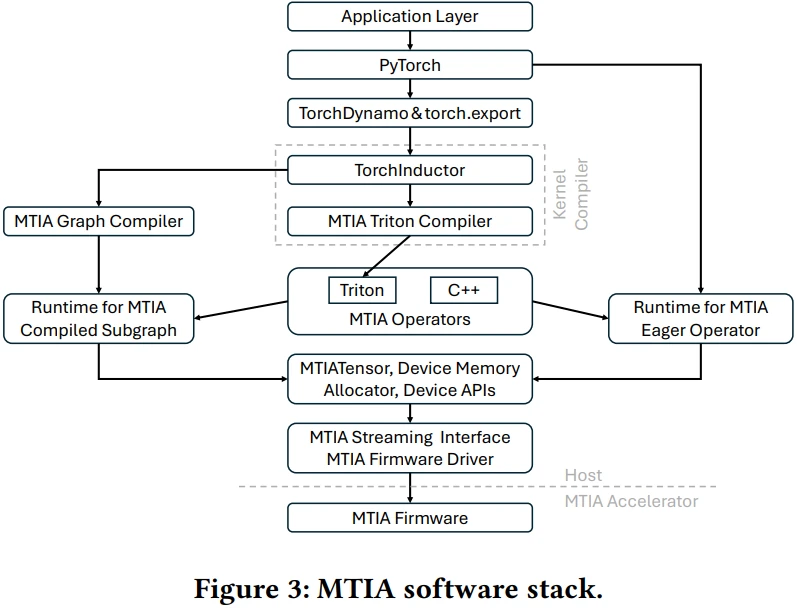 Application Layer
PyTorch
TorchDynamo & torch.export
TorchInductor
Kernel
Compiler
MTIA Graph Compiler
MTIA Triton Compiler
Triton
C++
MTIA Operators
Runtime for MTIA
Compiled Subgraph
Runtime for MTIA
Eager Operator
MTIATensor, Device Memory
Allocator, Device APIs
MTIA Streaming Interface
MTIA Firmware Driver
Host
MTIA Accelerator
MTIA Firmware
Figure 3: MTIA software stack.